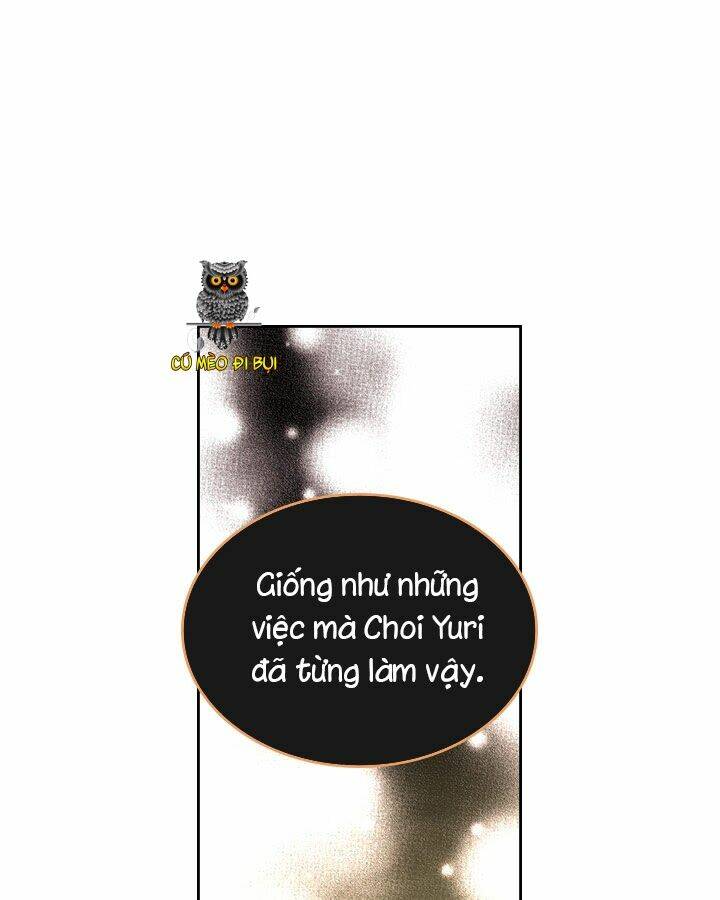 CÚ MÈO ĐI BỤI
Giống như những
việc mà Choi Yuri
đã từng làm vậy.